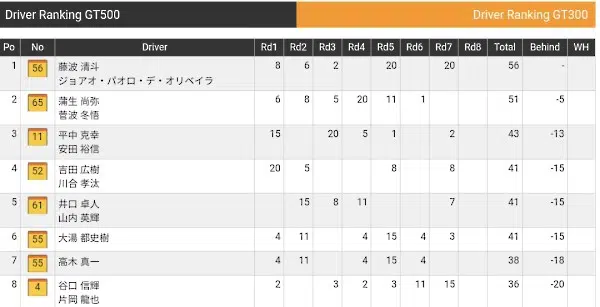 Driver Ranking GT500 Driver Ranking GT300
Po No Driver Rd1 Rd2 Rd3 Rd4 Rd5 Rd6 Rd7 Rd8 Total Behind WH
1 56 藤波 清斗 8 6 2 20 20 56 -
ジョアオ・パオロ・デ・オリベイラ
2 65 蒲生 尚弥 6 8 5 20 11 1 51 -5
菅波 冬悟
3 11 平中 克幸 15 20 5 1 2 43 -13
安田 裕信
4 52 吉田 広樹 20 5 8 8 41 -15
川合 孝汰
5 61 井口 卓人 15 8 11 7 41 -15
山内 英輝
6 55 大湯 都史樹 4 11 4 15 4 3 41 -15
7 55 高木 真一 4 11 4 15 4 38 -18
8 4 谷口 信輝 2 3 2 3 11 15 36 -20
片岡 龍也